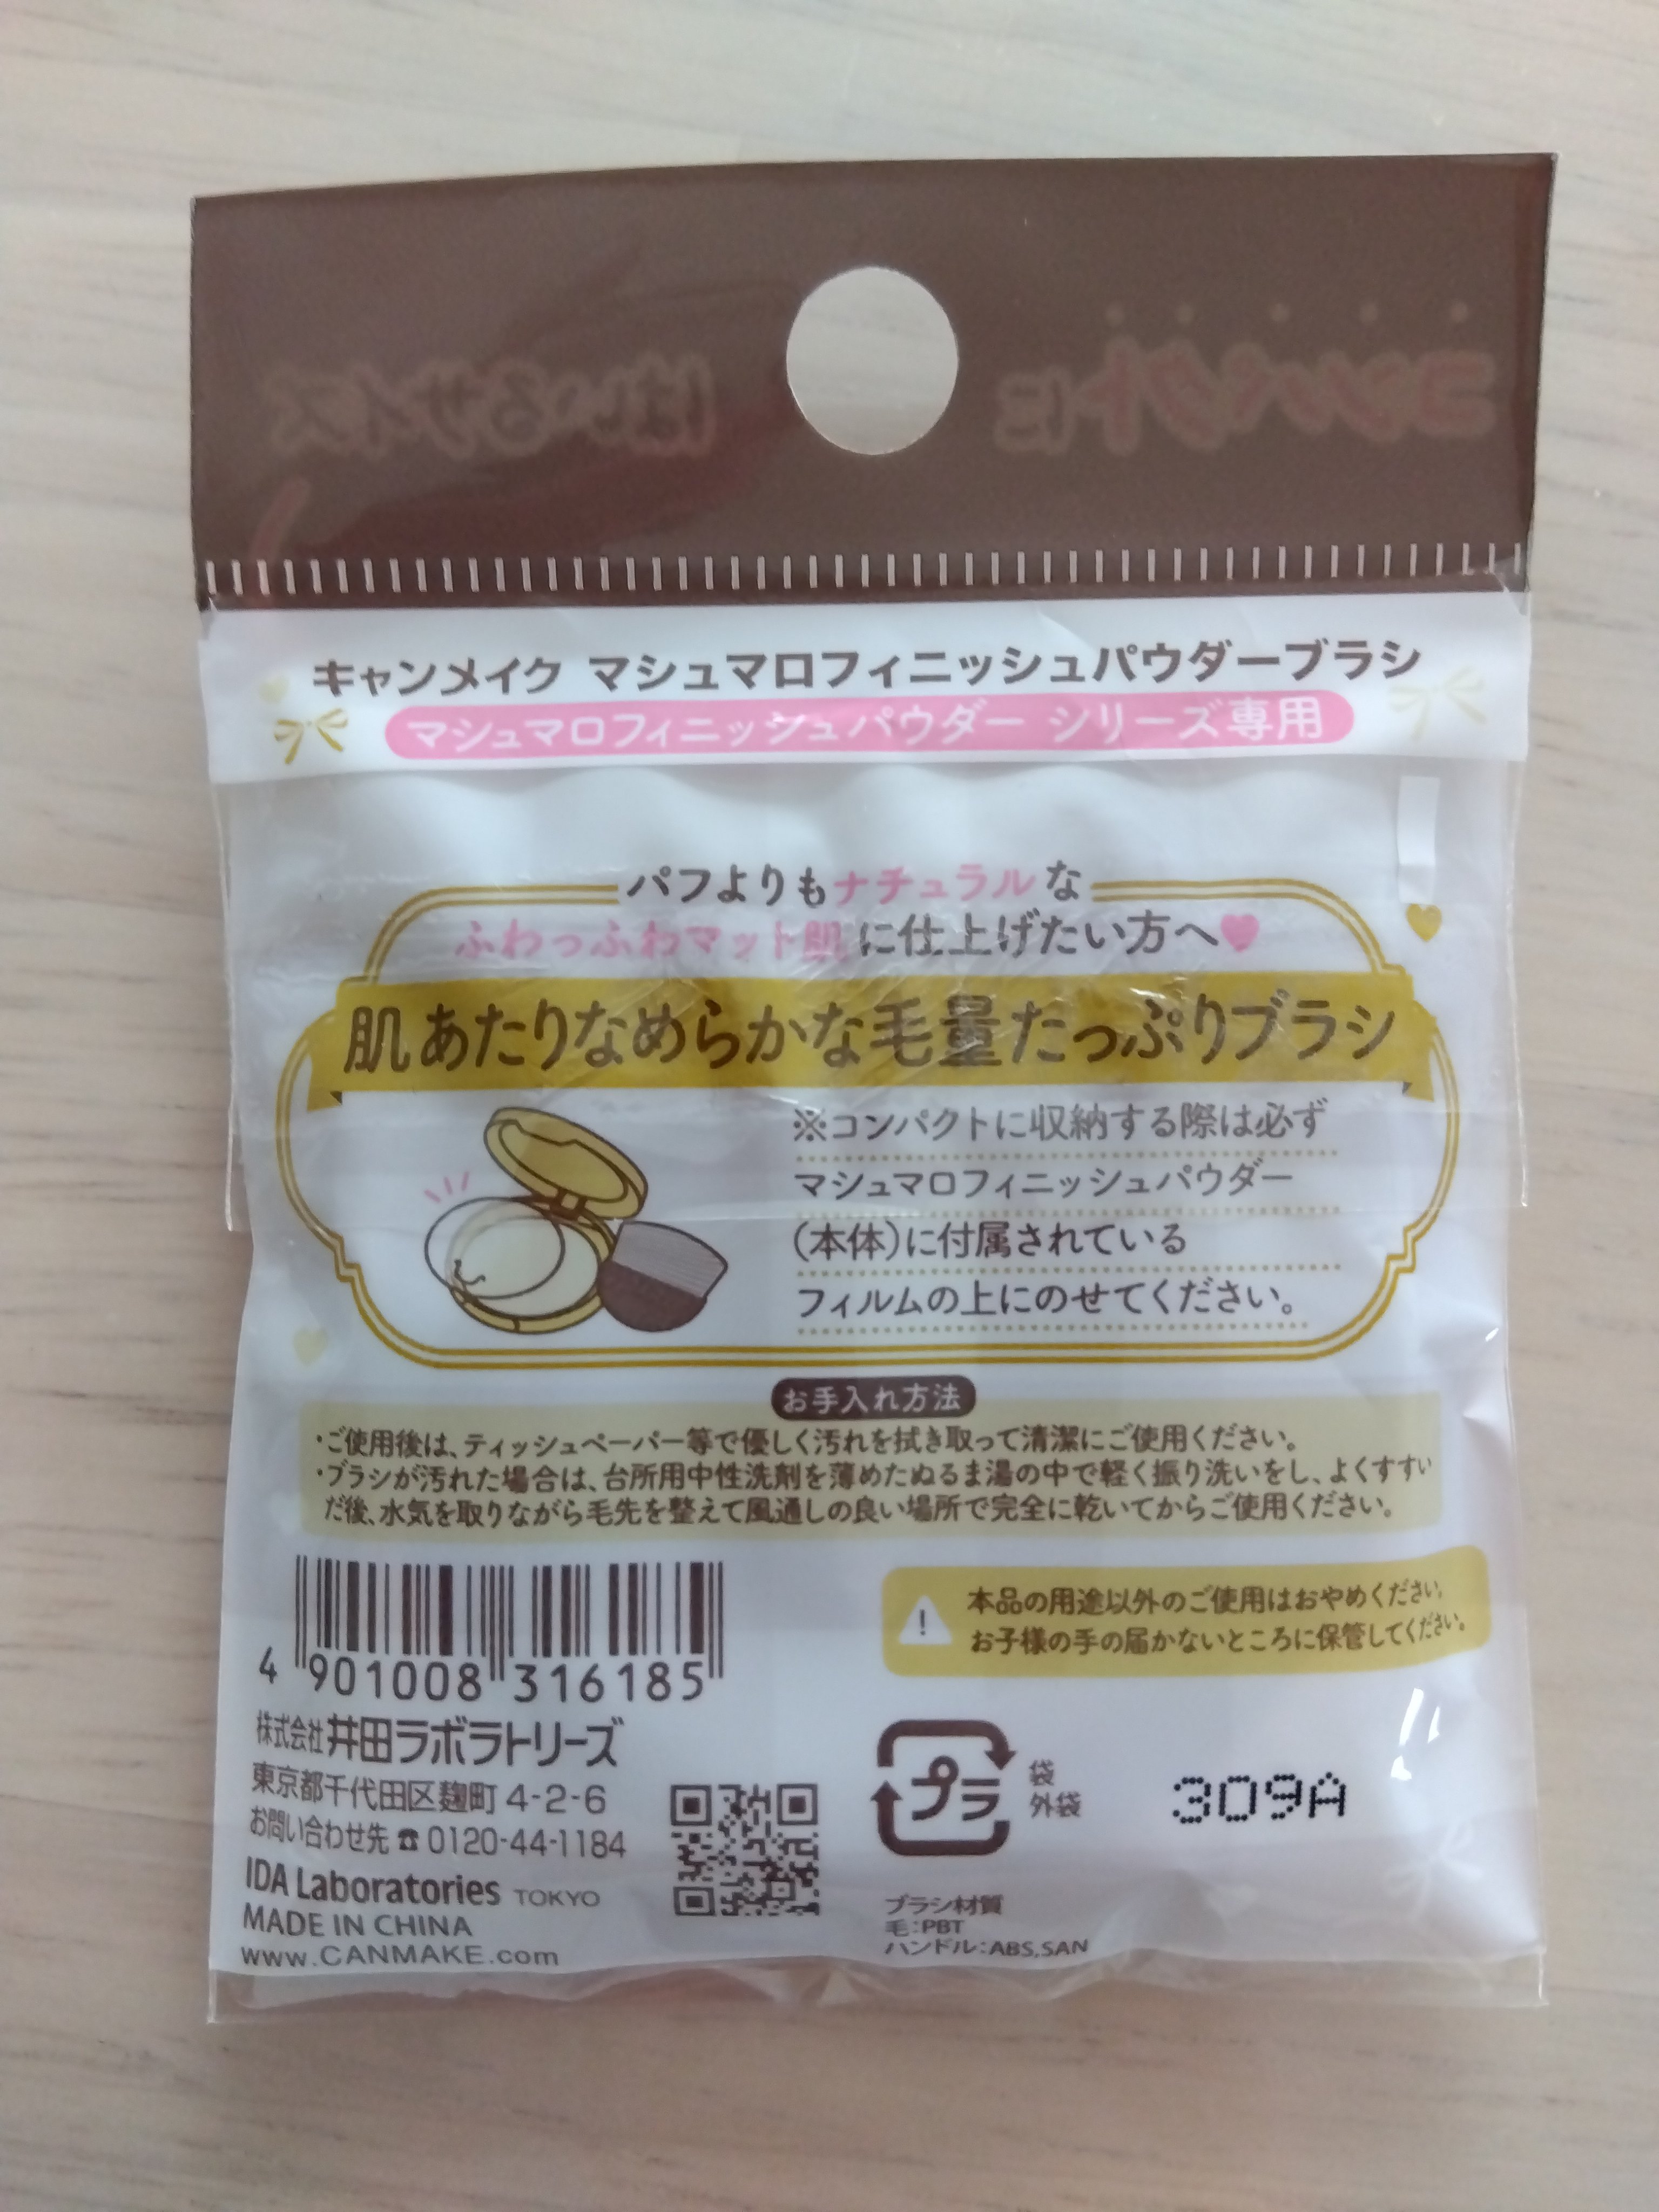 コンパクトに
はいるサイズ
キャンメイク マシュマロフィニッシュパウダーブラシ
マシュマロフィニッシュパウダー シリーズ専用
パフよりもナチュラルな
ふわっふわマット肌に仕上げたい方へ
肌あたりなめらかな毛量たっぷりブラシ
※コンパクトに収納する際は必ず
マシュマロフィニッシュパウダー
(本体)に付属されている
フィルムの上にのせてください。
お手入れ方法
・ご使用後は、ティッシュペーパー等で優しく汚れを拭き取って清潔にご使用ください。
・ブラシが汚れた場合は、台所用中性洗剤を薄めたぬるま湯の中で軽く振り洗いをし、よくすすい
だ後、水気を取りながら毛先を整えて風通しの良い場所で完全に乾いてからご使用ください。
4 901008 316185
本品の用途以外のご使用はおやめください。
お子様の手の届かないところに保管してください。
株式会社 井田ラボラトリーズ
東京都千代田区麹町 4-2-6
お問い合わせ先 ☎ 0120-44-1184
IDA Laboratories TOKYO
MADE IN CHINA
www.CANMAKE.com
プラ
袋
外袋
309A
ブラシ材質
毛:PBT
ハンドル:ABS,SAN